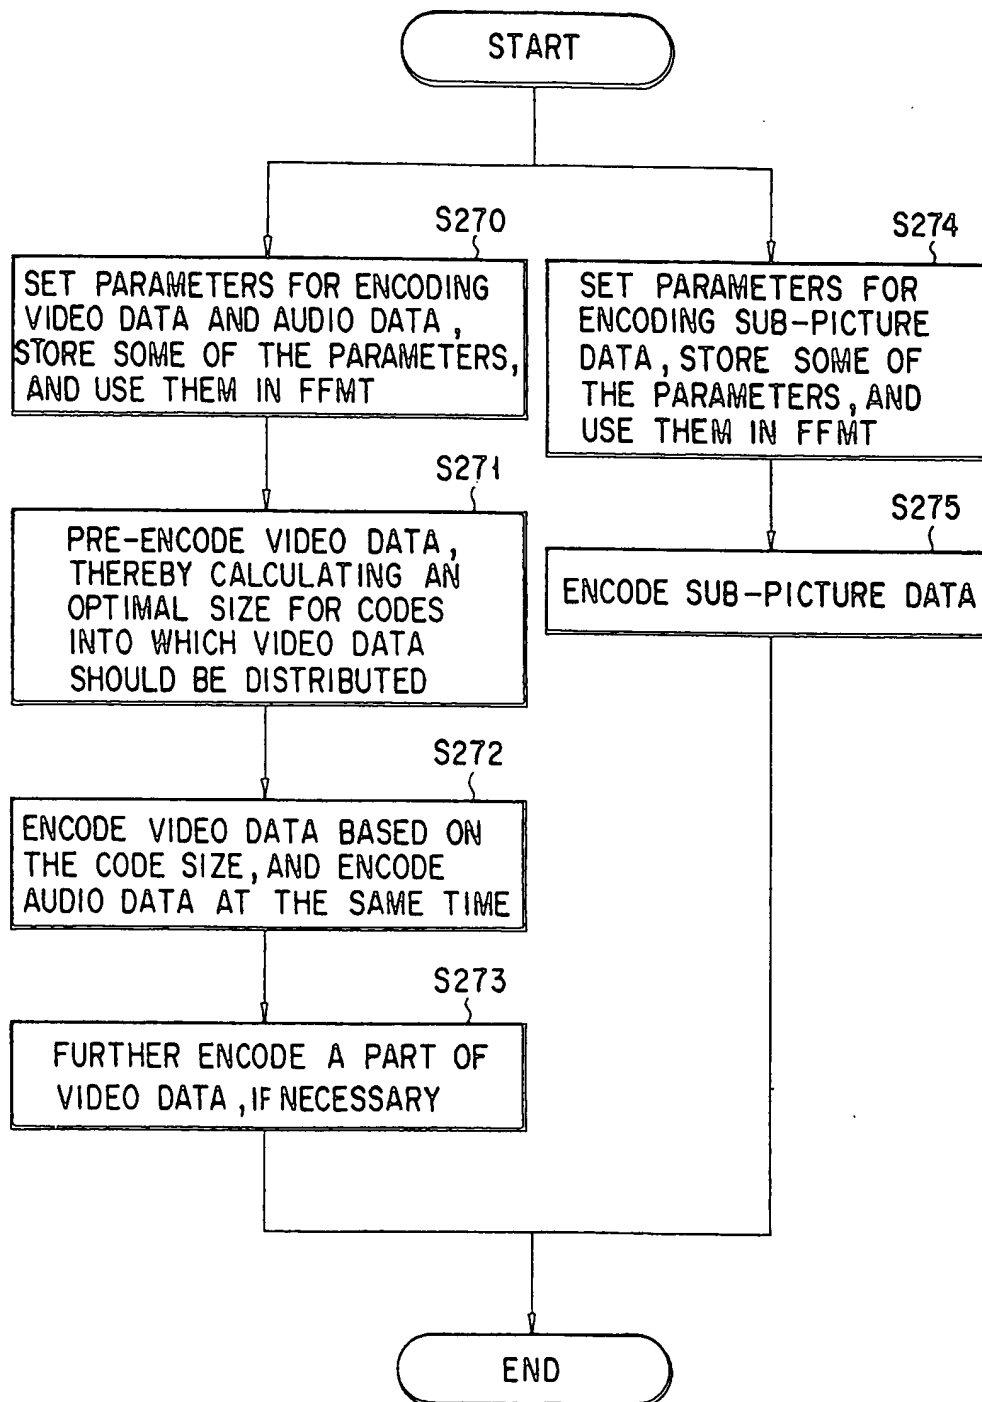 START
S270
SET PARAMETERS FOR ENCODING
VIDEO DATA AND AUDIO DATA,
STORE SOME OF THE PARAMETERS,
AND USE THEM IN FFMT
S271
PRE-ENCODE VIDEO DATA,
THEREBY CALCULATING AN
OPTIMAL SIZE FOR CODES
INTO WHICH VIDEO DATA
SHOULD BE DISTRIBUTED
S272
ENCODE VIDEO DATA BASED ON
THE CODE SIZE, AND ENCODE
AUDIO DATA AT THE SAME TIME
S273
FURTHER ENCODE A PART OF
VIDEO DATA, IF NECESSARY
S274
SET PARAMETERS FOR
ENCODING SUB-PICTURE
DATA, STORE SOME OF
THE PARAMETERS, AND
USE THEM IN FFMT
S275
ENCODE SUB-PICTURE DATA
END